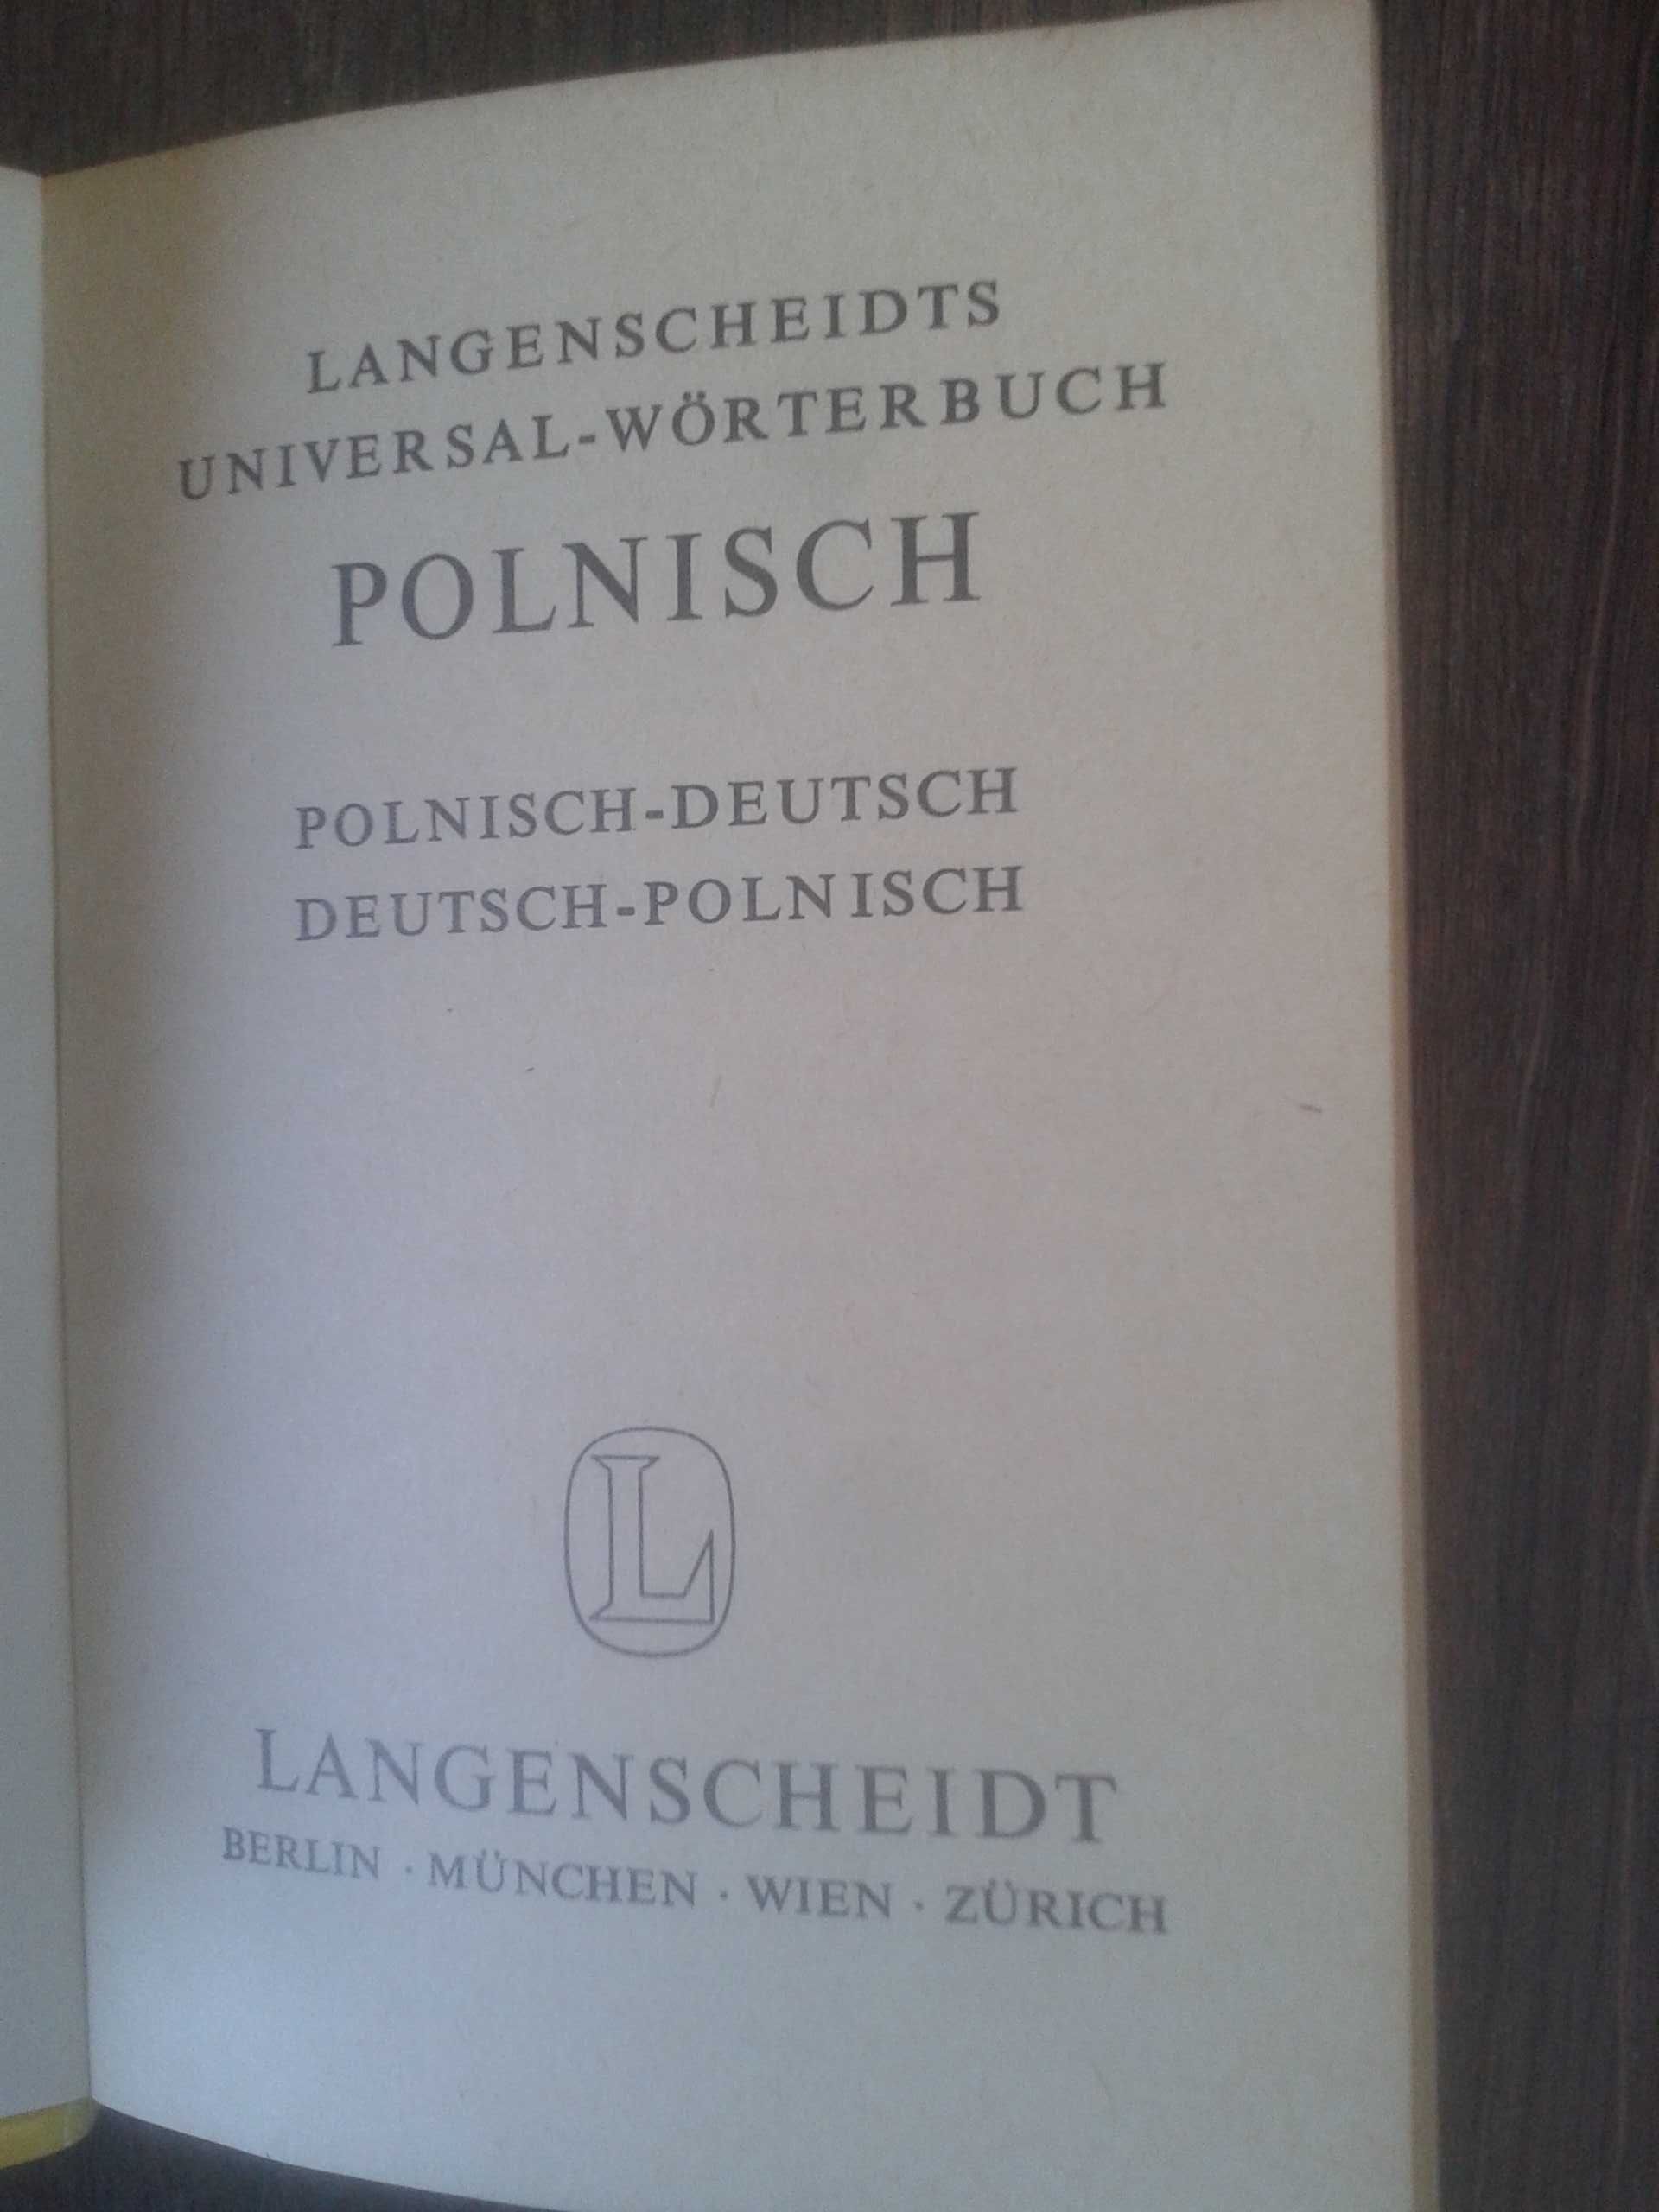 LANGENSCHEIDTS
UNIVERSAL-WÖRTERBUCH
POLNISCH
POLNISCH-DEUTSCH
DEUTSCH-POLNISCH
L
LANGENSCHEIDT
BERLIN · MÜNCHEN · WIEN · ZÜRICH